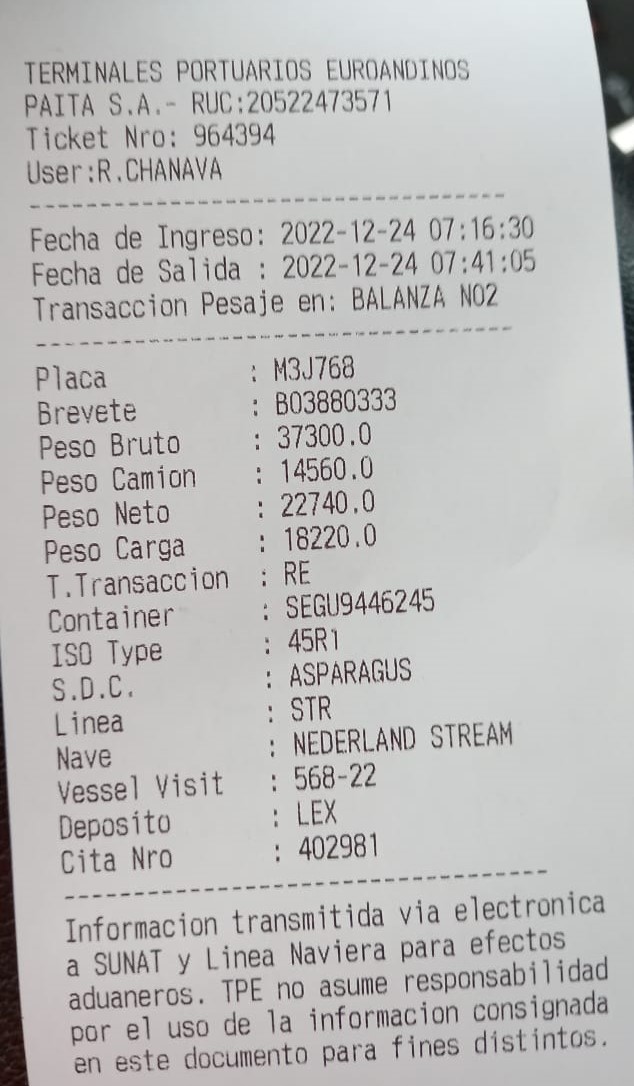 TERMINALES PORTUARIOS EUROANDINOS
PAITA S.A.- RUC:20522473571
Ticket Nro: 964394
User:R.CHANAVA
Fecha de Ingreso: 2022-12-24 07:16:30
Fecha de Salida : 2022-12-24 07:41:05
Transaccion Pesaje en: BALANZA NO2
Placa : M3J768
Brevete : B03880333
Peso Bruto : 37300.0
Peso Camion : 14560.0
Peso Neto : 22740.0
Peso Carga : 18220.0
T.Transaccion : RE
Container : SEGU9446245
ISO Type : 45R1
S.D.C. : ASPARAGUS
Linea : STR
Nave : NEDERLAND STREAM
Vessel Visit : 568-22
Deposito : LEX
Cita Nro : 402981
Informacion transmitida via electronica
a SUNAT y Linea Naviera para efectos
aduaneros. TPE no asume responsabilidad
por el uso de la informacion consignada
en este documento para fines distintos.